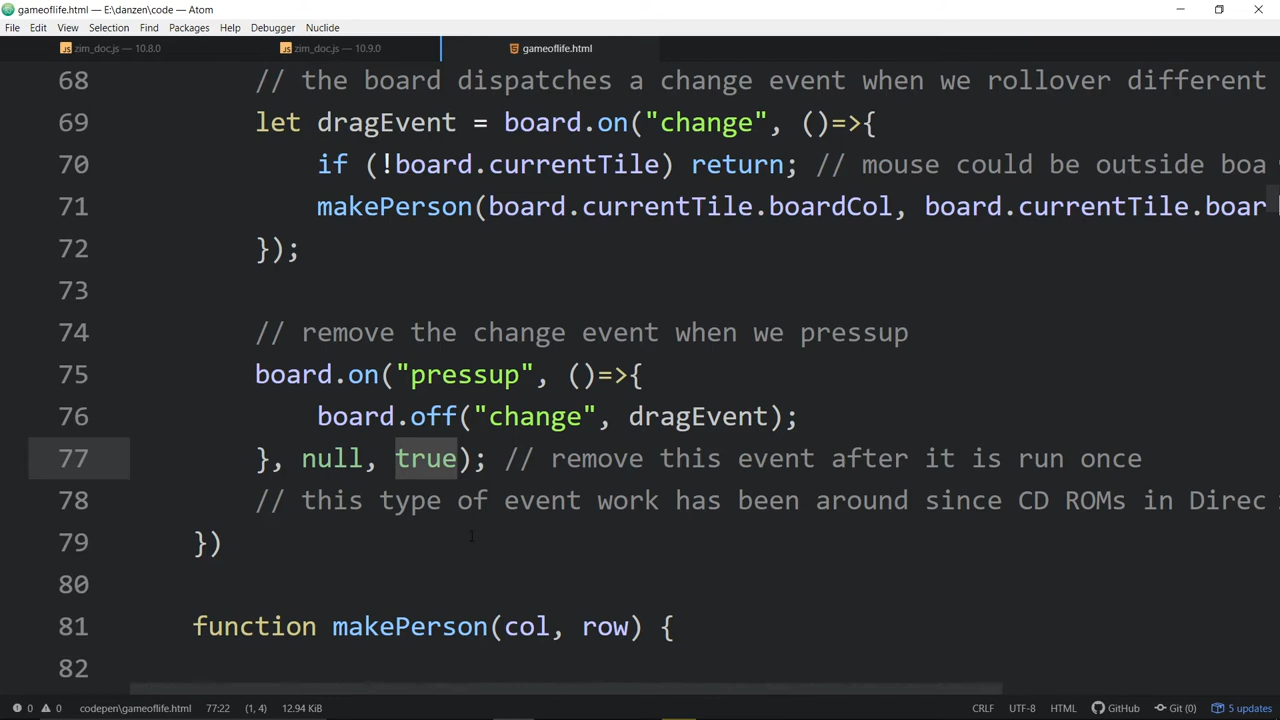 gameoflife.html — E:\danzen\code — Atom
File Edit View Selection Find Packages Help Debugger Nuclide
zim_doc.js — 10.8.0 zim_doc.js — 10.9.0 gameoflife.html
68 // the board dispatches a change event when we rollover different
69 let dragEvent = board.on("change", ()=>{
70 if (!board.currentTile) return; // mouse could be outside boa
71 makePerson(board.currentTile.boardCol, board.currentTile.boar
72 });
73
74 // remove the change event when we pressup
75 board.on("pressup", ()=>{
76 board.off("change", dragEvent);
77 }, null, true); // remove this event after it is run once
78 // this type of event work has been around since CD ROMs in Direc
79 })
80
81 function makePerson(col, row) {
82
0 0 codepen\gameoflife.html 77:22 (1, 4) 12.94 KiB CRLF UTF-8 HTML GitHub Git (0) 5 updates